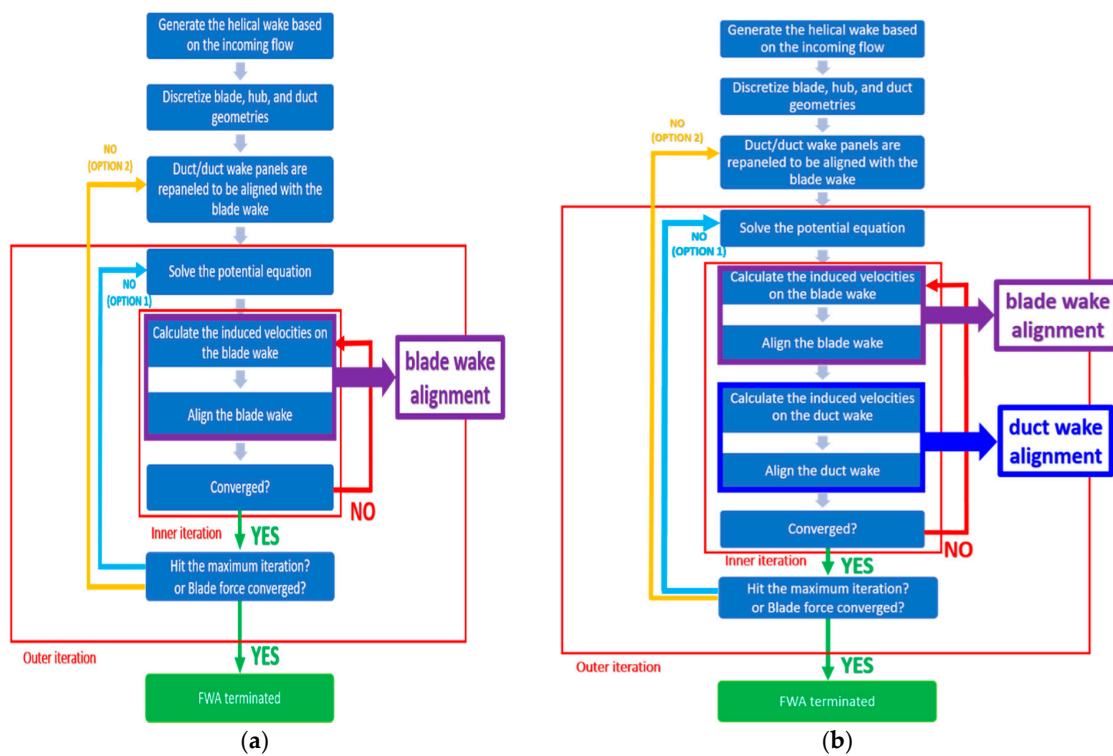 Generate the helical wake based
on the incoming flow
Discretize blade, hub, and duct
geometries
NO
(OPTION 2)
Duct/duct wake panels are
repaneled to be aligned with the
blade wake
Solve the potential equation
NO
(OPTION 1)
Calculate the induced velocities on
the blade wake
Align the blade wake
blade wake
alignment
Converged?
NO
Inner iteration
YES
Hit the maximum iteration?
or Blade force converged?
Outer iteration
YES
FWA terminated
(a)
Generate the helical wake based
on the incoming flow
Discretize blade, hub, and duct
geometries
NO
(OPTION 2)
Duct/duct wake panels are
repaneled to be aligned with the
blade wake
Solve the potential equation
NO
(OPTION 1)
Calculate the induced velocities
on the blade wake
Align the blade wake
blade wake
alignment
Calculate the induced velocities
on the duct wake
Align the duct wake
duct wake
alignment
Converged?
NO
Inner iteration
YES
Hit the maximum iteration?
or Blade force converged?
Outer iteration
YES
FWA terminated
(b)